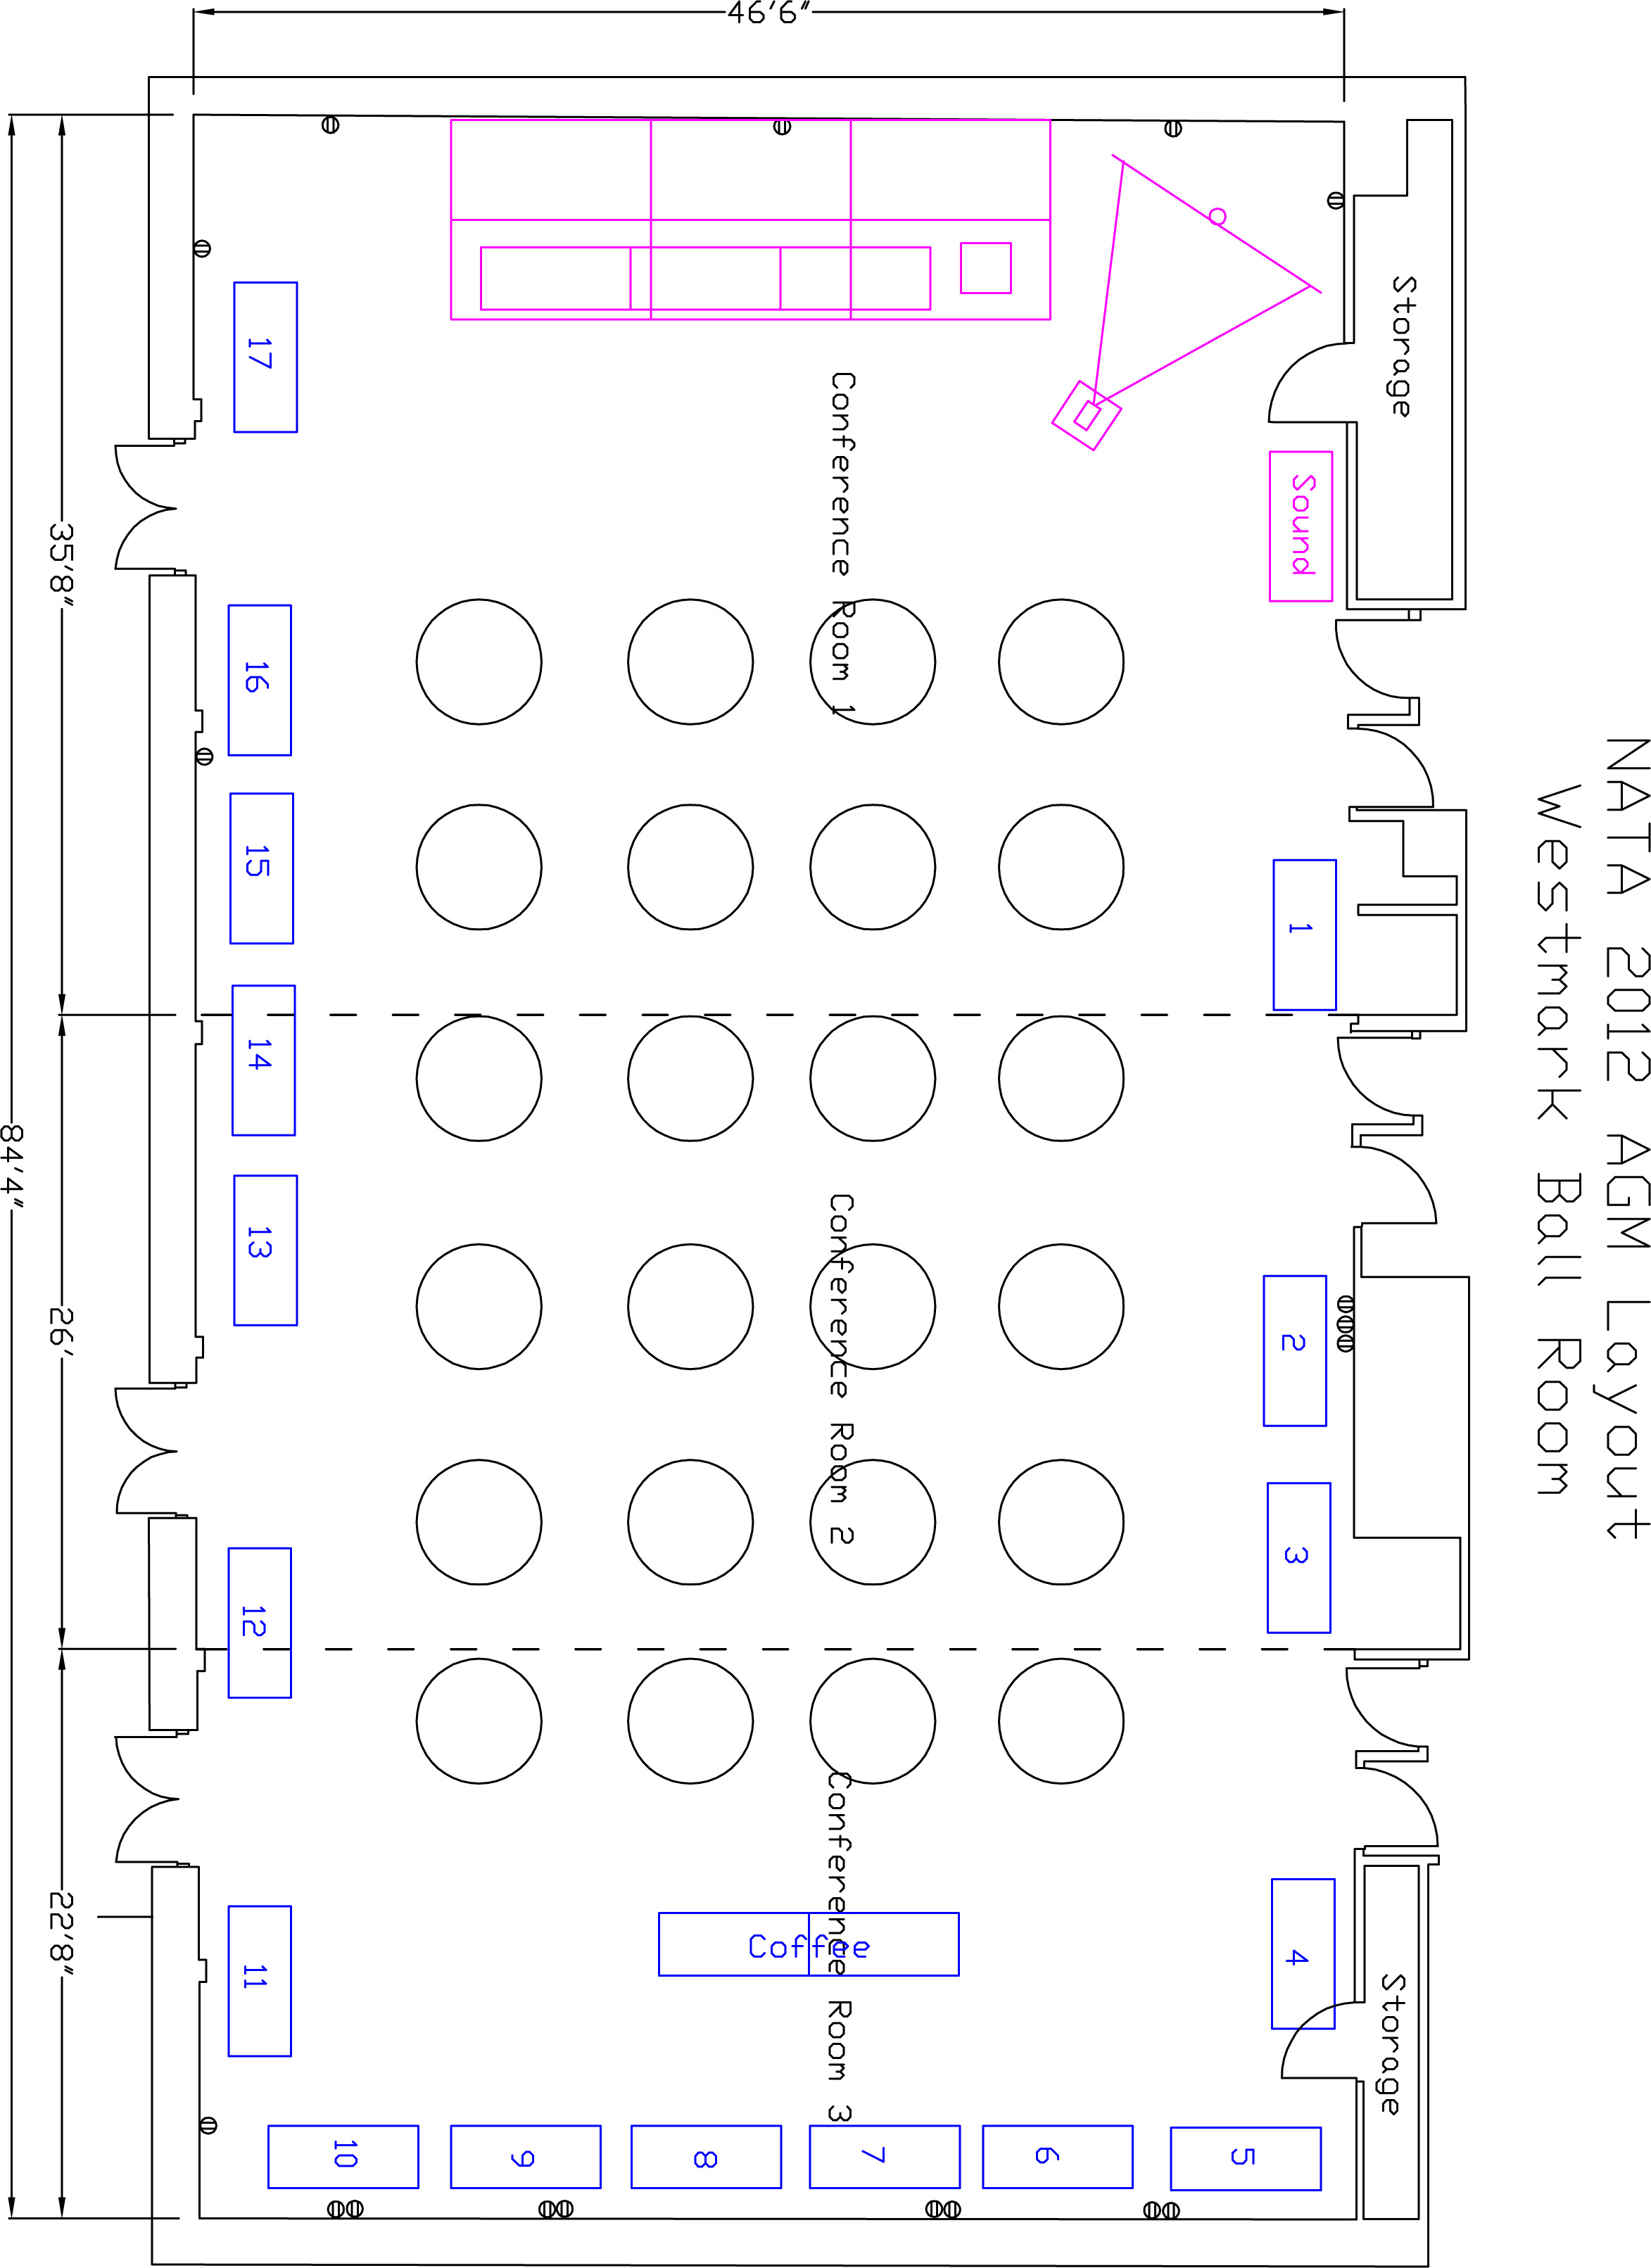 NATA 2012 AGM Layout
Westmark Ball Room
46'6"
35'8"
26'
22'8"
84'4"
Storage
Sound
Conference Room 1
Conference Room 2
Conference Room 3
Coffee
Storage
1
2
3
4
5
6
7
8
9
10
11
12
13
14
15
16
17